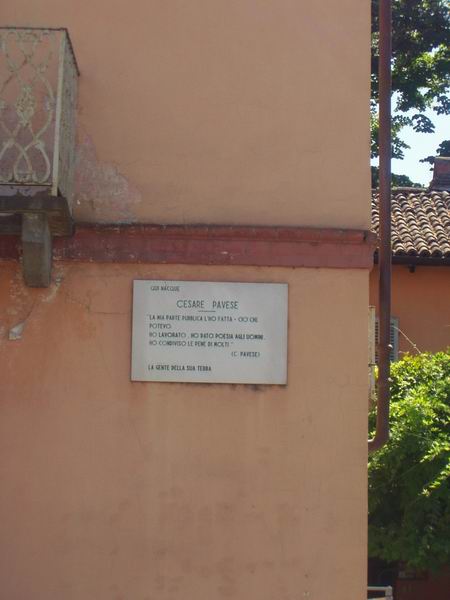 QUI NACQUE
CESARE PAVESE
"LA MIA PARTE PUBBLICA L'HO FATTA - CIÒ CHE
POTEVO.
HO LAVORATO, HO DATO POESIA AGLI UOMINI,
HO CONDIVISO LE PENE DI MOLTI."
(C. PAVESE)
LA GENTE DELLA SUA TERRA